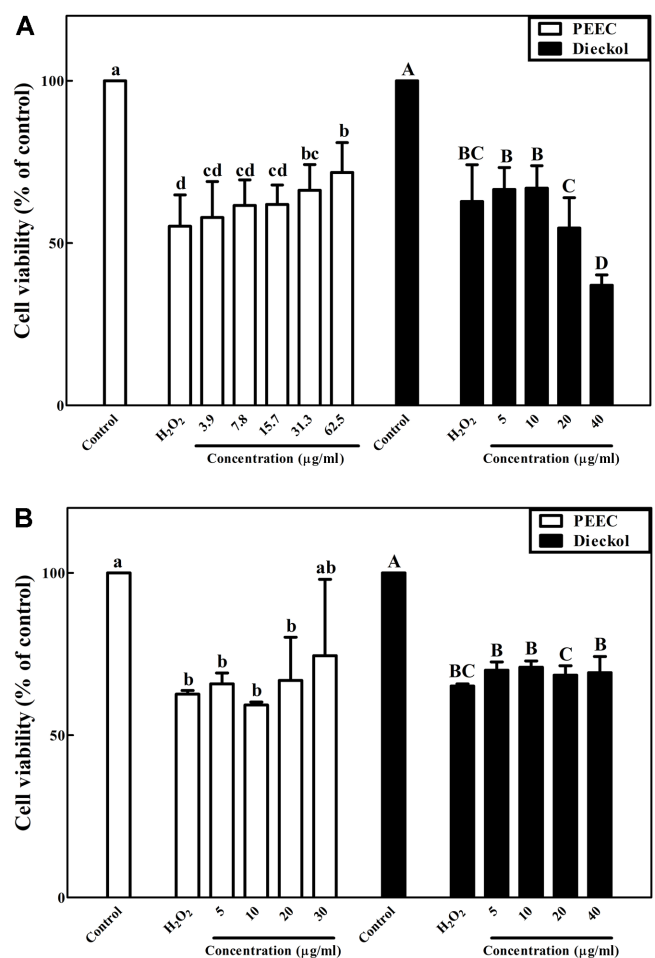 A
PEEC
Dieckol
Cell viability (% of control)
100
50
0
a
d
cd
cd
cd
bc
b
A
BC
B
B
C
D
Control
H₂O₂
3.9
7.8
15.7
31.3
62.5
Control
H₂O₂
5
10
20
40
Concentration (µg/ml)
Concentration (µg/ml)
B
PEEC
Dieckol
Cell viability (% of control)
100
50
0
a
b
b
b
b
ab
A
BC
B
B
C
B
Control
H₂O₂
5
10
20
30
Control
H₂O₂
5
10
20
40
Concentration (µg/ml)
Concentration (µg/ml)